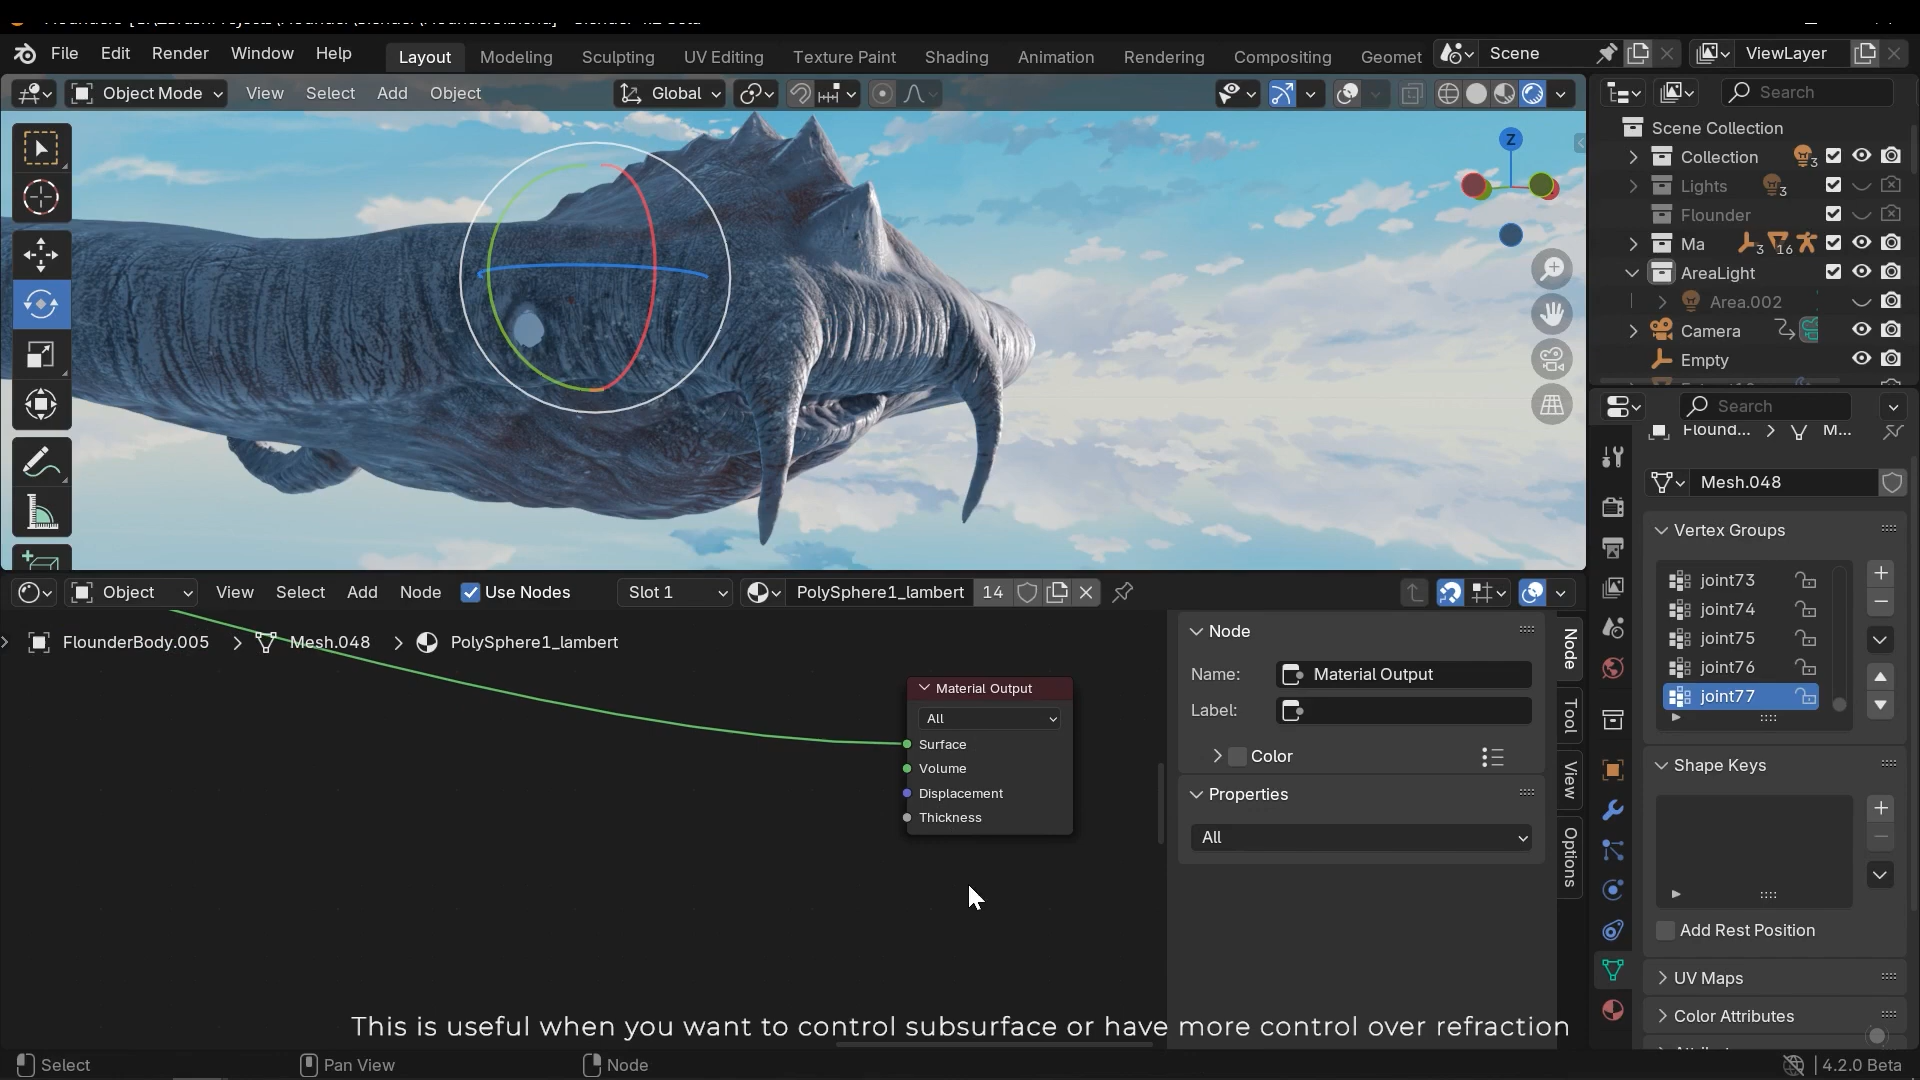 File Edit Render Window Help Layout Modeling Sculpting UV Editing Texture Paint Shading Animation Rendering Compositing Geomet Scene ViewLayer
Object Mode View Select Add Object Global Search
Z
Scene Collection
Collection 3
Lights 3
Flounder
Ma 3 16
AreaLight
Area.002
Camera
Empty
Search
Flound... > M...
Mesh.048
Vertex Groups
joint73
joint74
joint75
joint76
joint77
Shape Keys
Add Rest Position
UV Maps
Color Attributes
Object View Select Add Node Use Nodes Slot 1 PolySphere1_lambert 14
FlounderBody.005 > Mesh.048 > PolySphere1_lambert
Material Output
All
Surface
Volume
Displacement
Thickness
Node
Name: Material Output
Label:
Color
Properties
All
Node
Tool
View
Options
This is useful when you want to control subsurface or have more control over refraction
Select Pan View Node 4.2.0 Beta